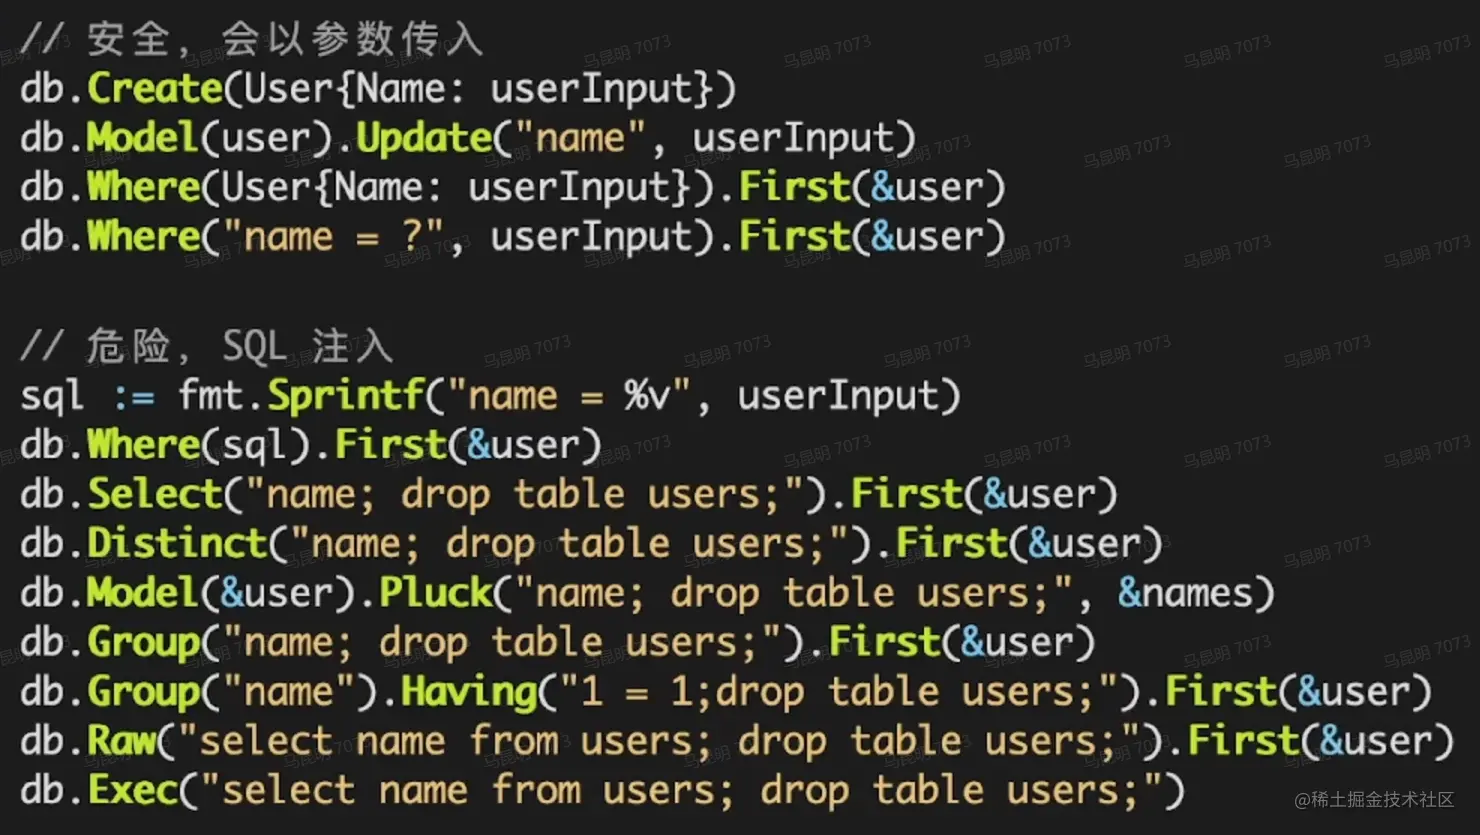 // 安全，会以参数传入
db.Create(User{Name: userInput})
db.Model(user).Update("name", userInput)
db.Where(User{Name: userInput}).First(&user)
db.Where("name = ?", userInput).First(&user)
// 危险，SQL 注入
sql := fmt.Sprintf("name = %v", userInput)
db.Where(sql).First(&user)
db.Select("name; drop table users;").First(&user)
db.Distinct("name; drop table users;").First(&user)
db.Model(&user).Pluck("name; drop table users;", &names)
db.Group("name; drop table users;").First(&user)
db.Group("name").Having("1 = 1;drop table users;").First(&user)
db.Raw("select name from users; drop table users;").First(&user)
db.Exec("select name from users; drop table users;")
@稀土掘金技术社区
马昆明 7073